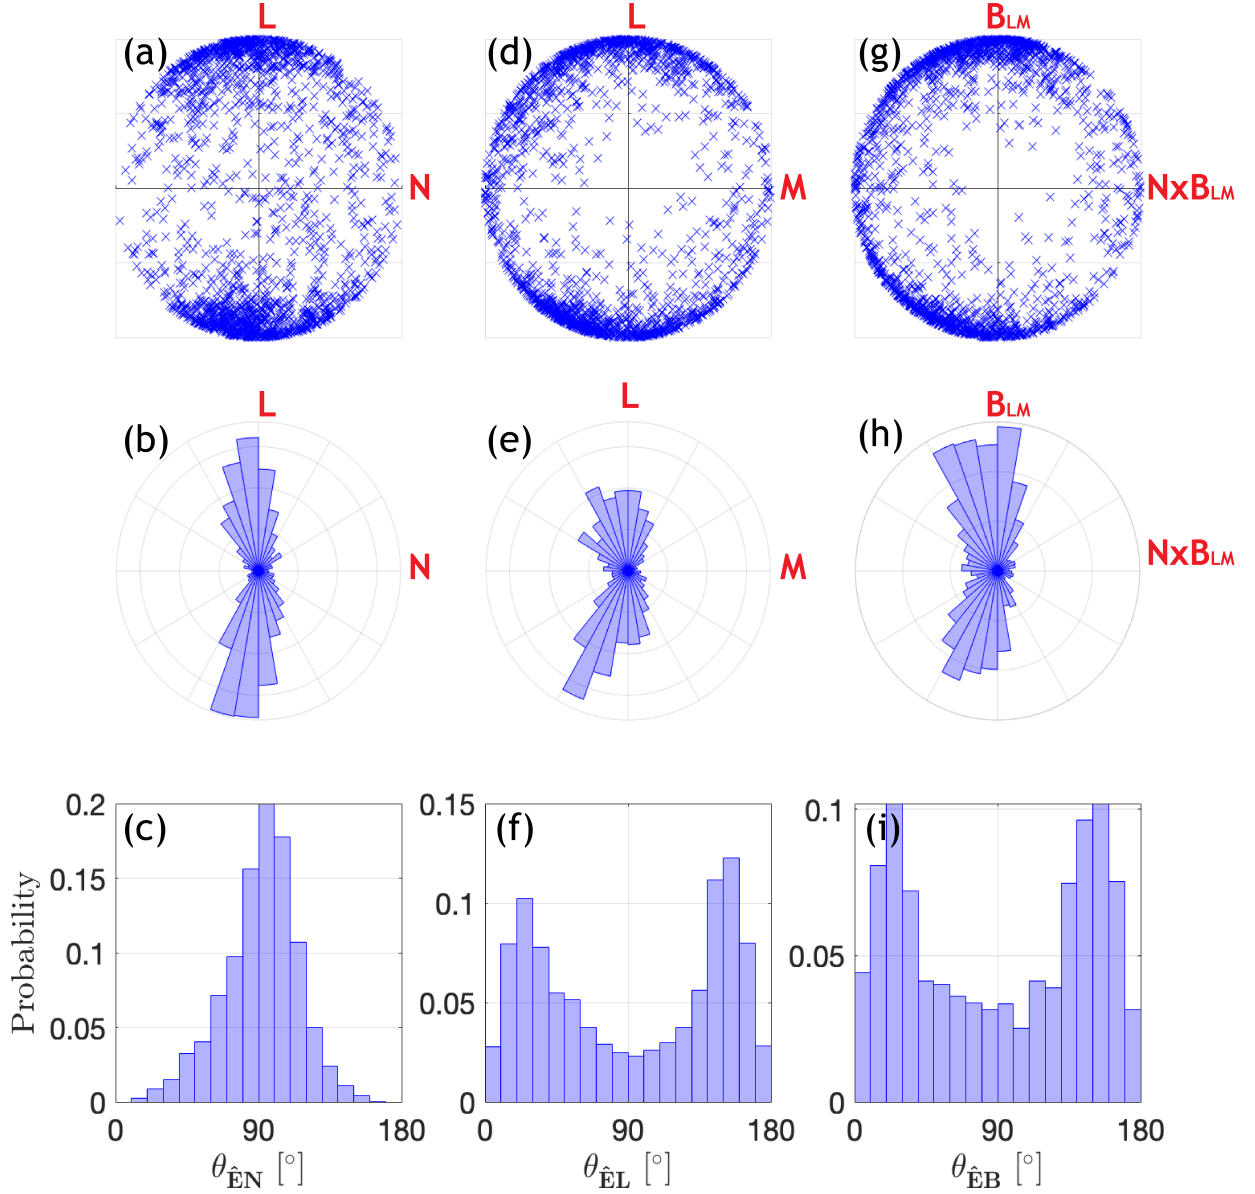 L
L
BLM
(a)
(d)
(g)
N
M
NxBLM
L
L
BLM
(b)
(e)
(h)
N
M
NxBLM
(c)
(f)
(i)
Probability
0.2
0.15
0.1
0.05
0
0.15
0.1
0.05
0
0.1
0.05
0
0
90
180
0
90
180
0
90
180
θÊN [°]
θÊL [°]
θÊB [°]